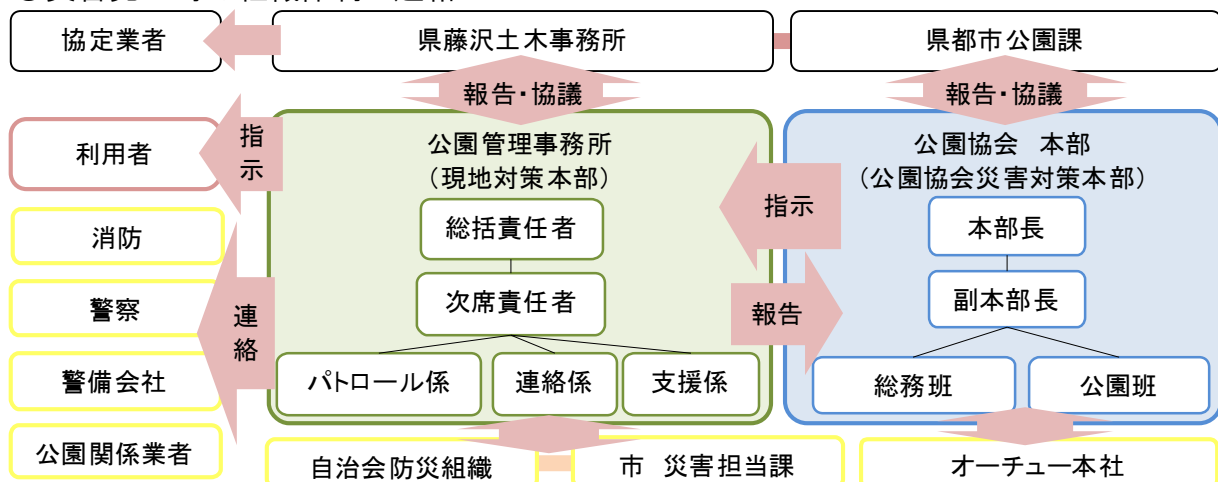 協定業者
県藤沢土木事務所
県都市公園課
報告・協議
報告・協議
利用者
指示
公園管理事務所
（現地対策本部）
公園協会 本部
（公園協会災害対策本部）
指示
総括責任者
本部長
消防
次席責任者
副本部長
警察
連絡
報告
警備会社
パトロール係
連絡係
支援係
総務班
公園班
公園関係業者
自治会防災組織
市 災害担当課
オーチュー本社